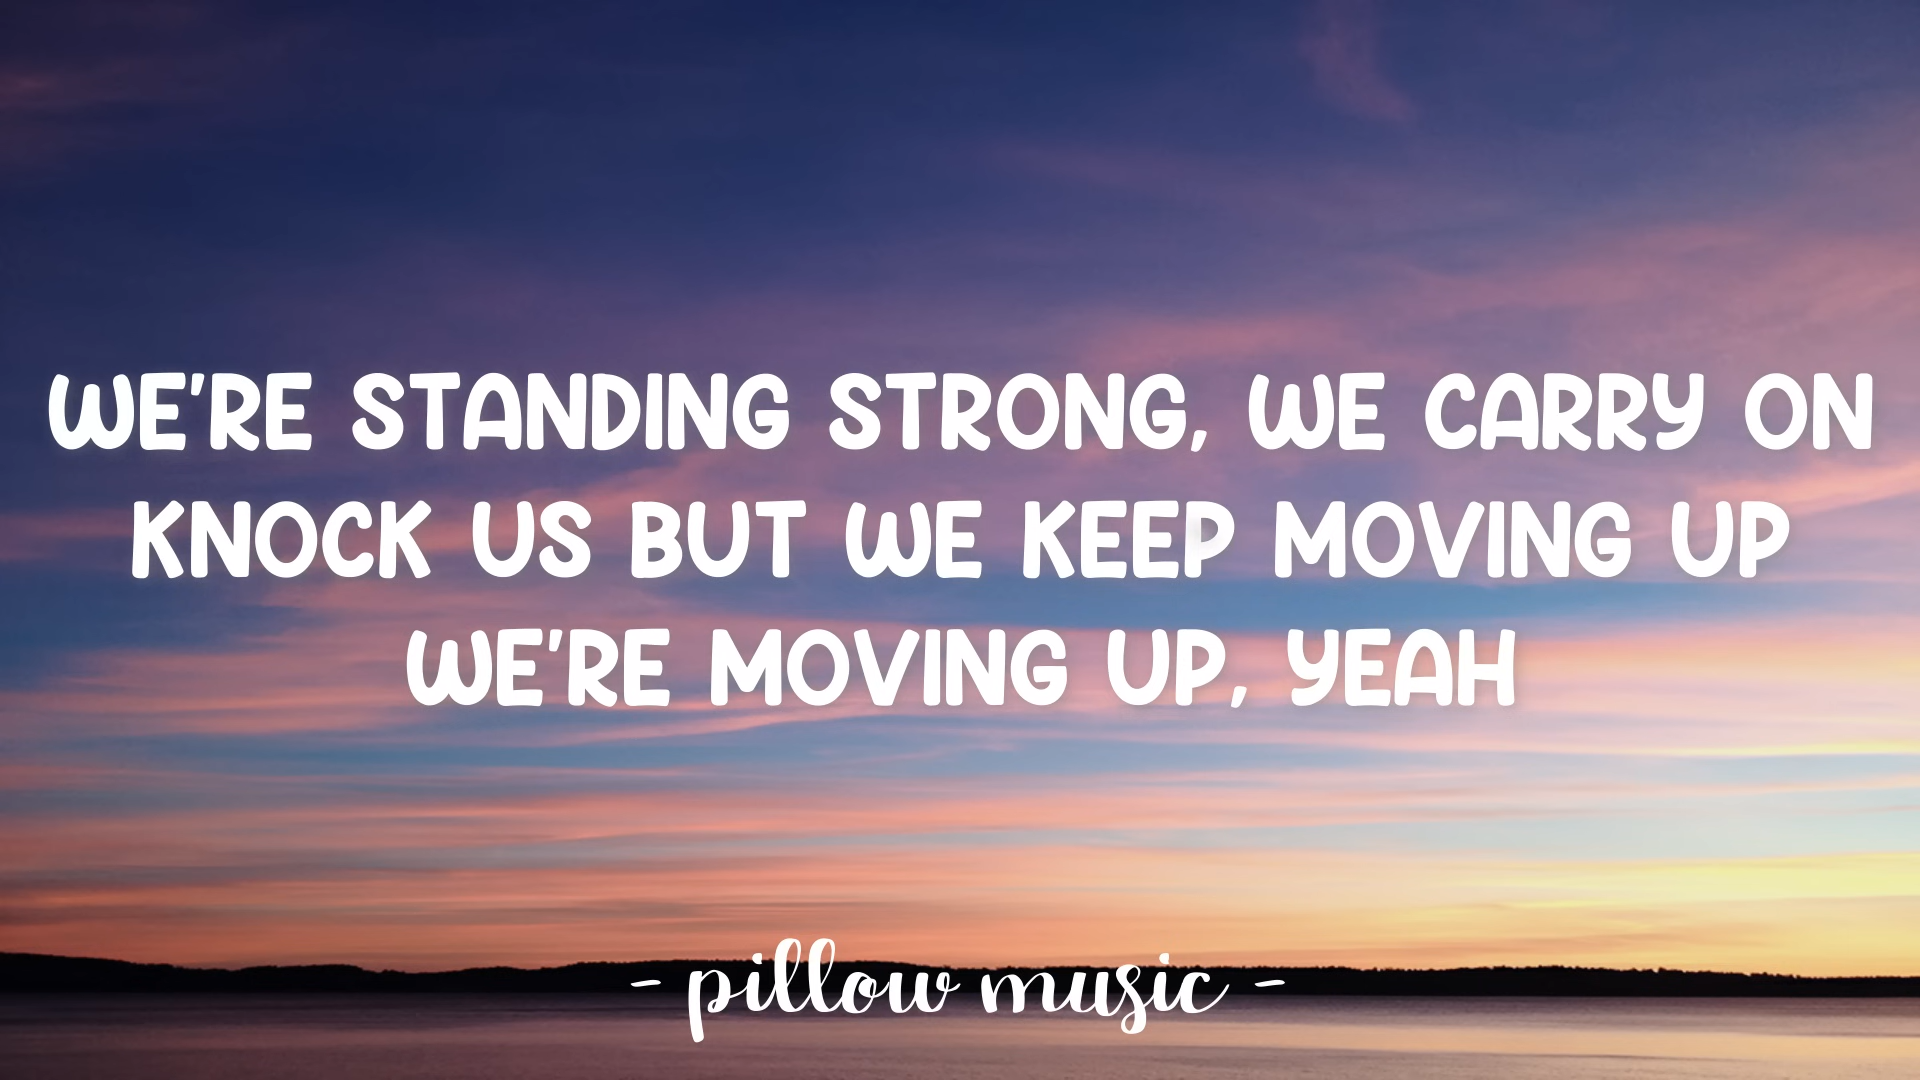 WE'RE STANDING STRONG, WE CARRY ON
KNOCK US BUT WE KEEP MOVING UP
WE'RE MOVING UP, YEAH
- pillow music -